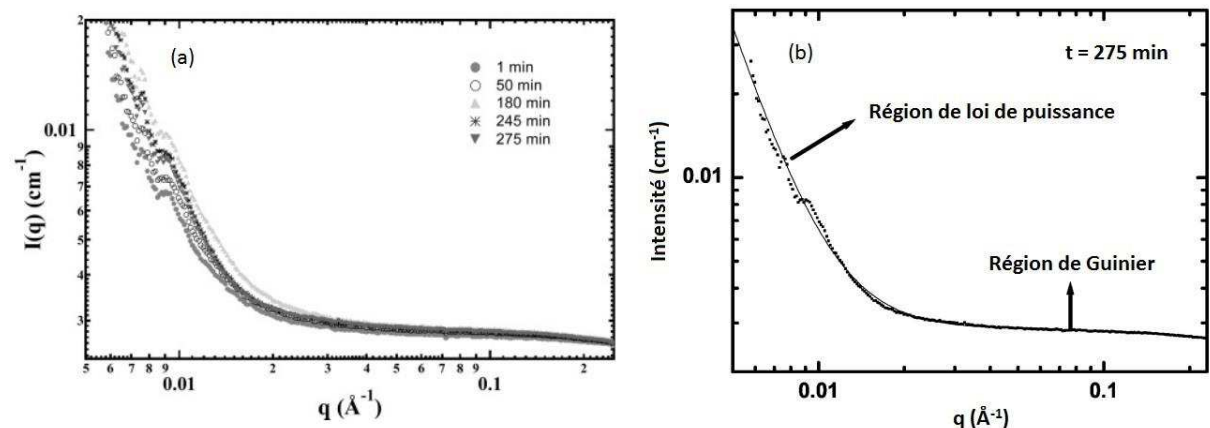 (a)
1 min
50 min
180 min
245 min
275 min
I(q) (cm⁻¹)
2
0.01
9
8
7
6
5
4
3
5 6 7 8 9 2 3 4 5 6 7 8 9 2
0.01 0.1
q (Å⁻¹)
(b)
t = 275 min
Région de loi de puissance
Région de Guinier
Intensité (cm⁻¹)
0.01
0.01 0.1
q (Å⁻¹)